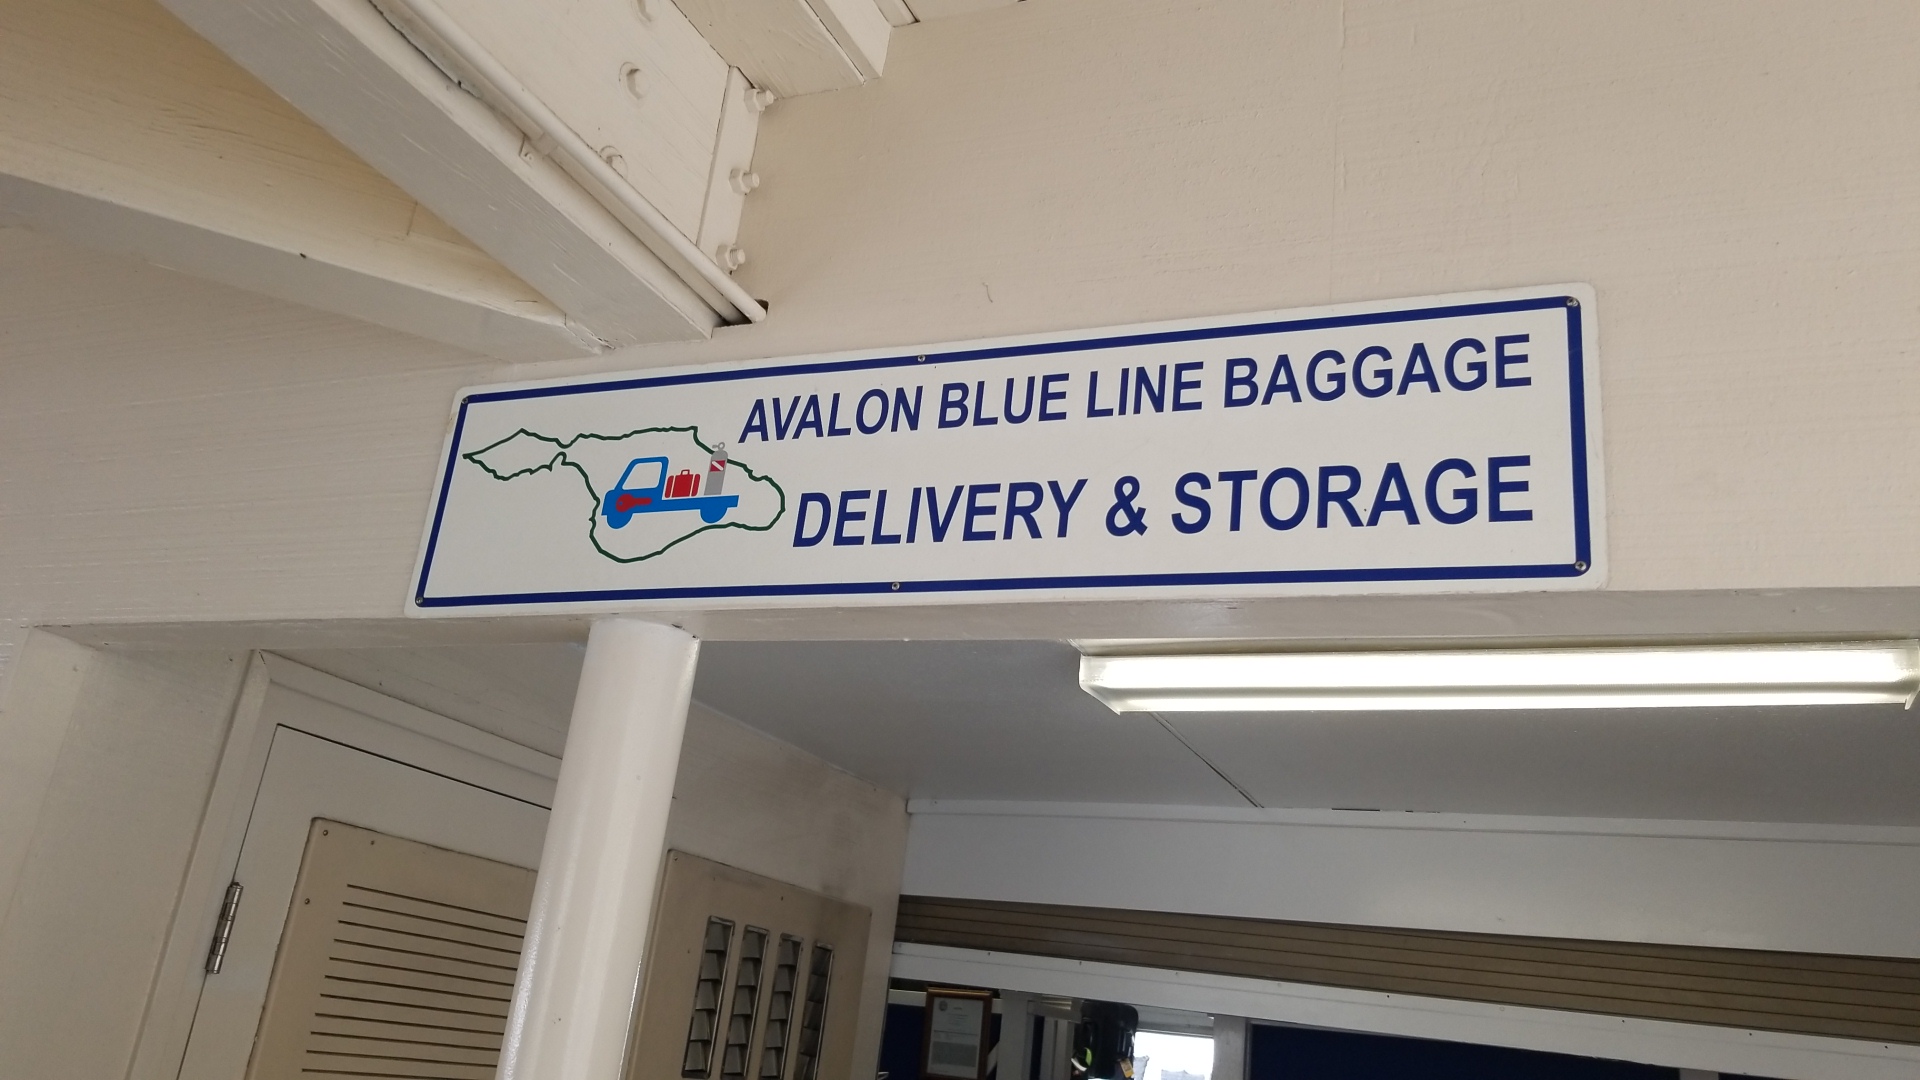 AVALON BLUE LINE BAGGAGE
DELIVERY & STORAGE